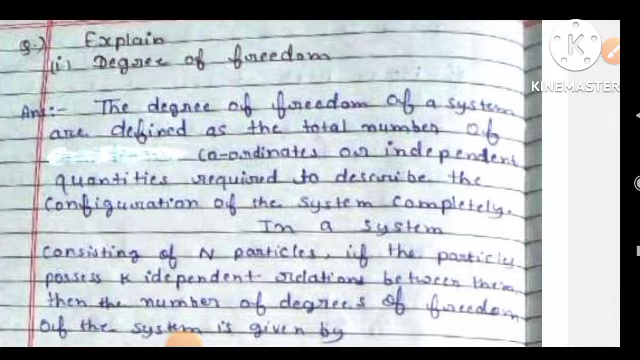 Q:-) Explain
(i) Degree of freedom
Ans:- The degree of freedom of a system
are defined as the total number of
co-ordinates or independent
quantities required to describe the
configuration of the system completely.
In a system
consisting of N particles, if the particly
possess K idependent relations between them
then the number of degrees of freedom
of the system is given by
K
KINEMASTER